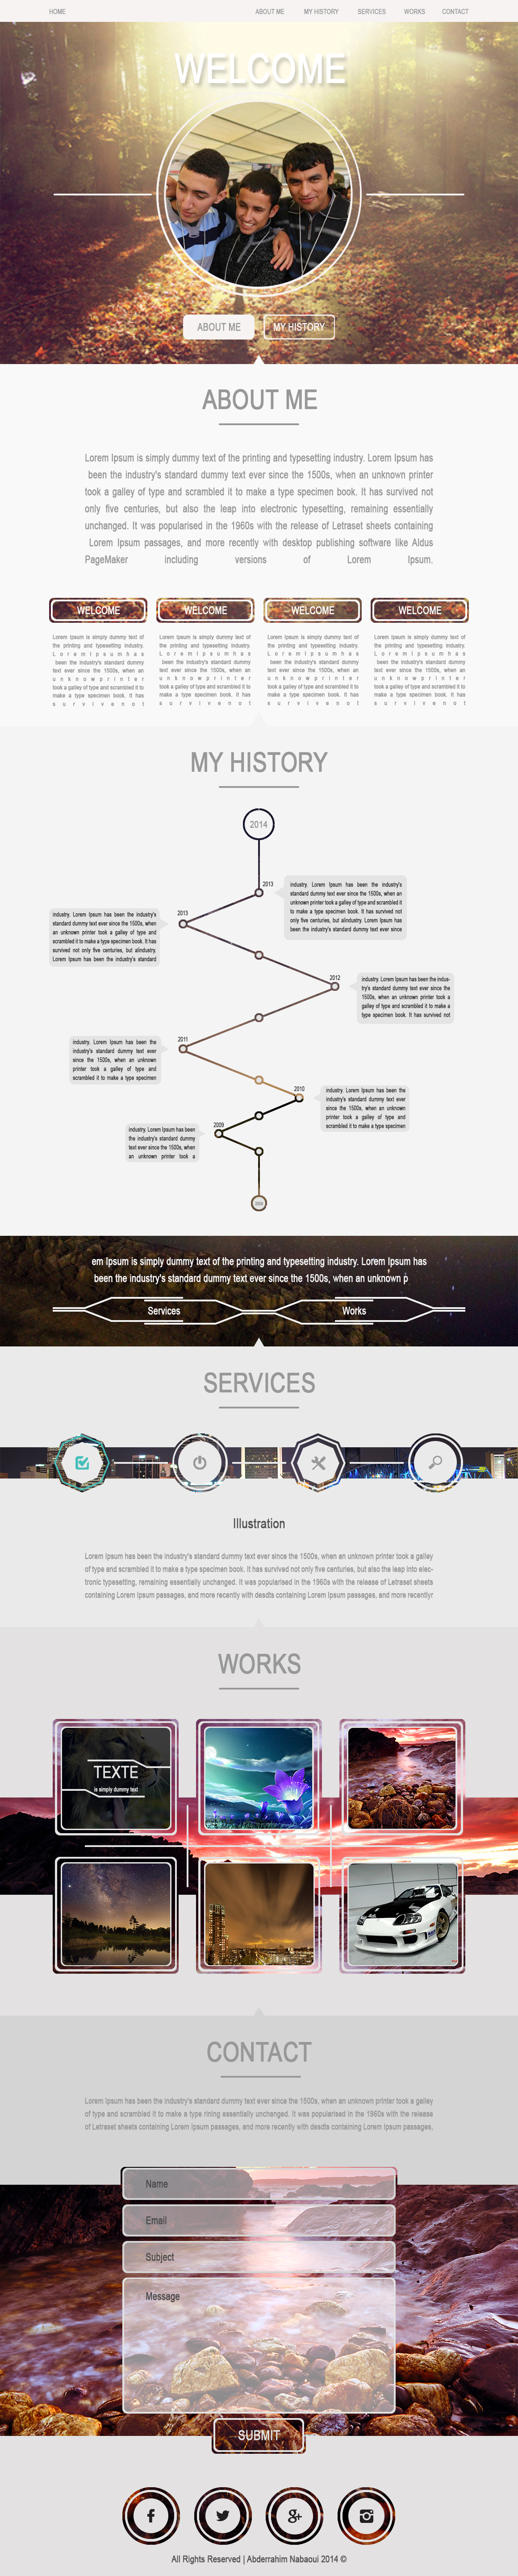 HOME ABOUT ME MY HISTORY SERVICES WORKS CONTACT
WELCOME
ABOUT ME MY HISTORY
ABOUT ME
Lorem Ipsum is simply dummy text of the printing and typesetting industry. Lorem Ipsum has
been the industry's standard dummy text ever since the 1500s, when an unknown printer
took a galley of type and scrambled it to make a type specimen book. It has survived not
only five centuries, but also the leap into electronic typesetting, remaining essentially
unchanged. It was popularised in the 1960s with the release of Letraset sheets containing
Lorem Ipsum passages, and more recently with desktop publishing software like Aldus
PageMaker including versions of Lorem Ipsum.
WELCOME WELCOME WELCOME WELCOME
Lorem Ipsum is simply dummy text of
the printing and typesetting industry.
L o r e m I p s u m h a s
been the industry's standard dummy
text ever since the 1500s, when an
u n k n o w n p r i n t e r
took a galley of type and scrambled it to
make a type specimen book. It has
s u r v i v e n o t
Lorem Ipsum is simply dummy text of
the printing and typesetting industry.
L o r e m I p s u m h a s
been the industry's standard dummy
text ever since the 1500s, when an
u n k n o w n p r i n t e r
took a galley of type and scrambled it to
make a type specimen book. It has
s u r v i v e n o t
Lorem Ipsum is simply dummy text of
the printing and typesetting industry.
L o r e m I p s u m h a s
been the industry's standard dummy
text ever since the 1500s, when an
u n k n o w n p r i n t e r
took a galley of type and scrambled it to
make a type specimen book. It has
s u r v i v e n o t
Lorem Ipsum is simply dummy text of
the printing and typesetting industry.
L o r e m I p s u m h a s
been the industry's standard dummy
text ever since the 1500s, when an
u n k n o w n p r i n t e r
took a galley of type and scrambled it to
make a type specimen book. It has
s u r v i v e n o t
MY HISTORY
2014
2013
industry. Lorem Ipsum has been the industry's
standard dummy text ever since the 1500s, when an
unknown printer took a galley of type and scrambled it
to make a type specimen book. It has survived not
only five centuries, but alindustry. Lorem Ipsum has
been the industry's standard dummy text ever since
2013
industry. Lorem Ipsum has been the industry's
standard dummy text ever since the 1500s, when
an unknown printer took a galley of type and
scrambled it to make a type specimen book. It has
survived not only five centuries, but alindustry.
Lorem Ipsum has been the industry's standard
2012
industry. Lorem Ipsum has been the indus-
try's standard dummy text ever since the
1500s, when an unknown printer took a
galley of type and scrambled it to make a
type specimen book. It has survived not
2011
industry. Lorem Ipsum has been the
industry's standard dummy text ever
since the 1500s, when an unknown
printer took a galley of type and
scrambled it to make a type specimen
2010
industry. Lorem Ipsum has been the
industry's standard dummy text ever
since the 1500s, when an unknown
printer took a galley of type and
scrambled it to make a type specimen
2009
industry. Lorem Ipsum has been
the industry's standard dummy
text ever since the 1500s, when
an unknown printer took a
em Ipsum is simply dummy text of the printing and typesetting industry. Lorem Ipsum has
been the industry's standard dummy text ever since the 1500s, when an unknown p
Services Works
SERVICES
Illustration
Lorem Ipsum has been the industry's standard dummy text ever since the 1500s, when an unknown printer took a galley
of type and scrambled it to make a type specimen book. It has survived not only five centuries, but also the leap into elec-
tronic typesetting, remaining essentially unchanged. It was popularised in the 1960s with the release of Letraset sheets
containing Lorem Ipsum passages, and more recently with desdts containing Lorem Ipsum passages, and more recentlyr
WORKS
TEXTE
is simply dummy text
CONTACT
Lorem Ipsum has been the industry's standard dummy text ever since the 1500s, when an unknown printer took a galley
of type and scrambled it to make a type rining essentially unchanged. It was popularised in the 1960s with the release
of Letraset sheets containing Lorem Ipsum passages, and more recently with desdts containing Lorem Ipsum passages,
Name
Email
Subject
Message
SUBMIT
All Rights Reserved | Abderrahim Nabaoui 2014 ©